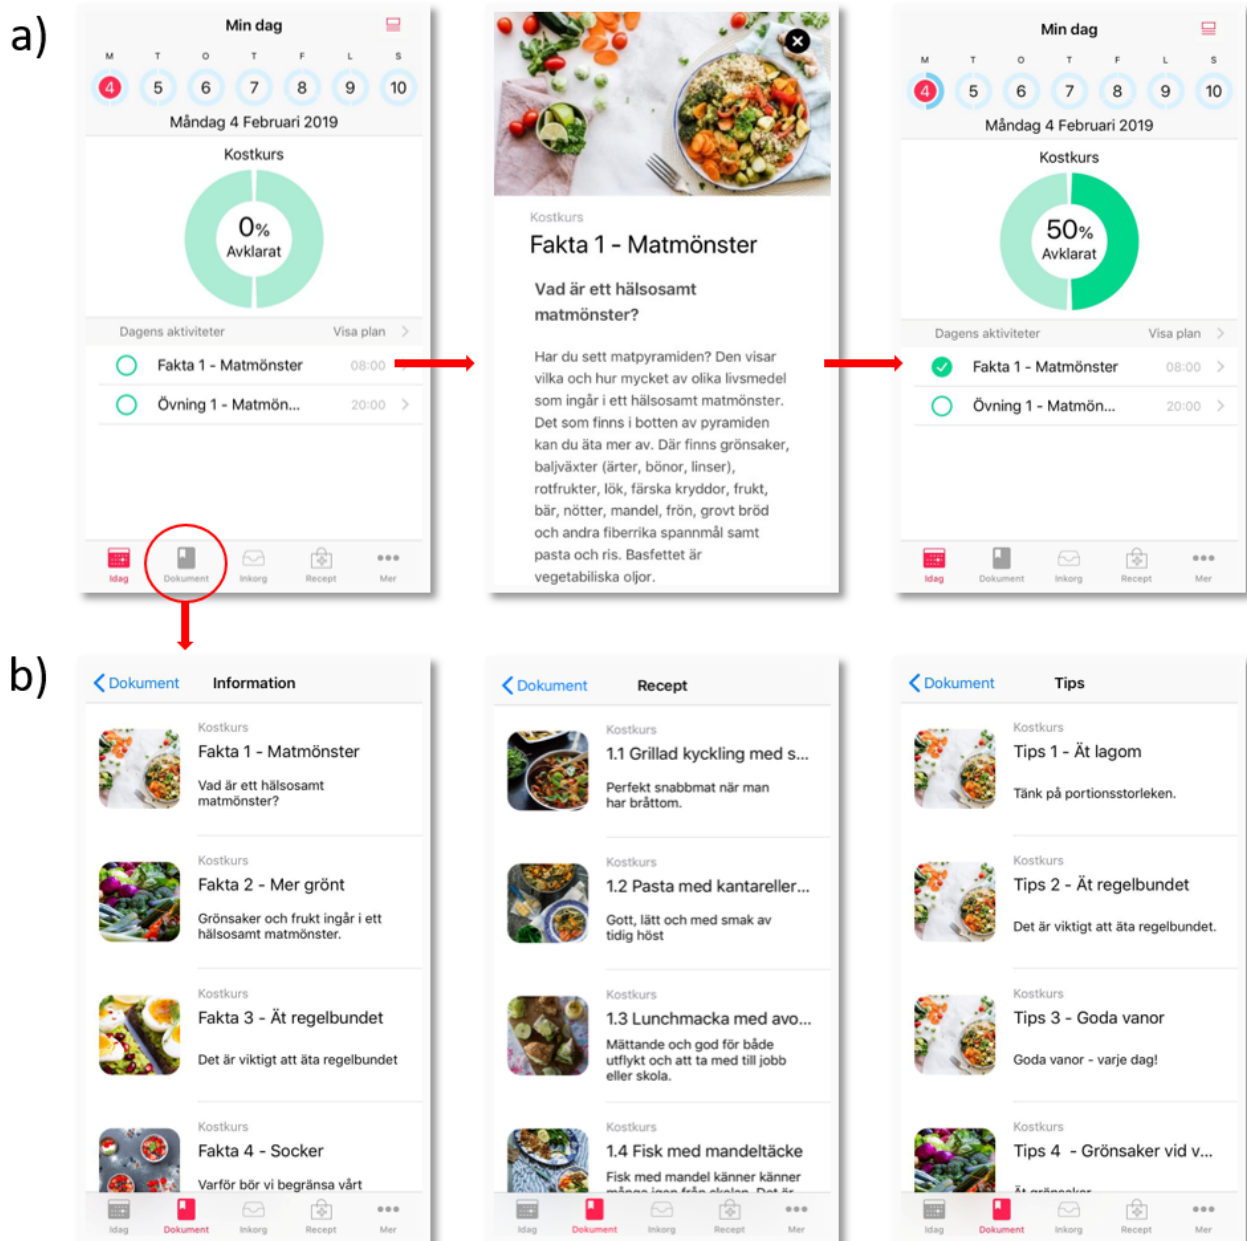 a)
Min dag
M T O T F L S
4 5 6 7 8 9 10
Måndag 4 Februari 2019
Kostkurs
0%
Avklarat
Dagens aktiviteter Visa plan
Fakta 1 - Matmönster 08:00
Övning 1 - Matmön... 20:00
Idag Dokument Inkorg Recept Mer
Kostkurs
Fakta 1 - Matmönster
Vad är ett hälsosamt
matmönster?
Har du sett matpyramiden? Den visar
vilka och hur mycket av olika livsmedel
som ingår i ett hälsosamt matmönster.
Det som finns i botten av pyramiden
kan du äta mer av. Där finns grönsaker,
baljväxter (ärter, bönor, linser),
rotfrukter, lök, färska kryddor, frukt,
bär, nötter, mandel, frön, grovt bröd
och andra fiberrika spannmål samt
pasta och ris. Basfettet är
vegetabiliska oljor.
Min dag
M T O T F L S
4 5 6 7 8 9 10
Måndag 4 Februari 2019
Kostkurs
50%
Avklarat
Dagens aktiviteter Visa plan
Fakta 1 - Matmönster 08:00
Övning 1 - Matmön... 20:00
Idag Dokument Inkorg Recept Mer
b)
Dokument Information
Kostkurs
Fakta 1 - Matmönster
Vad är ett hälsosamt
matmönster?
Kostkurs
Fakta 2 - Mer grönt
Grönsaker och frukt ingår i ett
hälsosamt matmönster.
Kostkurs
Fakta 3 - Ät regelbundet
Det är viktigt att äta regelbundet
Kostkurs
Fakta 4 - Socker
Varför bör vi begränsa vårt
Idag Dokument Inkorg Recept Mer
Dokument Recept
Kostkurs
1.1 Grillad kyckling med s...
Perfekt snabbmat när man
har bråttom.
Kostkurs
1.2 Pasta med kantareller...
Gott, lätt och med smak av
tidig höst
Kostkurs
1.3 Lunchmacka med avo...
Mättande och god för både
utflykt och att ta med till jobb
eller skola.
Kostkurs
1.4 Fisk med mandeltäcke
Fisk med mandel känner känner
många igen från skolan. Det är
Idag Dokument Inkorg Recept Mer
Dokument Tips
Kostkurs
Tips 1 - Ät lagom
Tänk på portionsstorleken.
Kostkurs
Tips 2 - Ät regelbundet
Det är viktigt att äta regelbundet.
Kostkurs
Tips 3 - Goda vanor
Goda vanor - varje dag!
Kostkurs
Tips 4 - Grönsaker vid v...
Ät grönsaker
Idag Dokument Inkorg Recept Mer